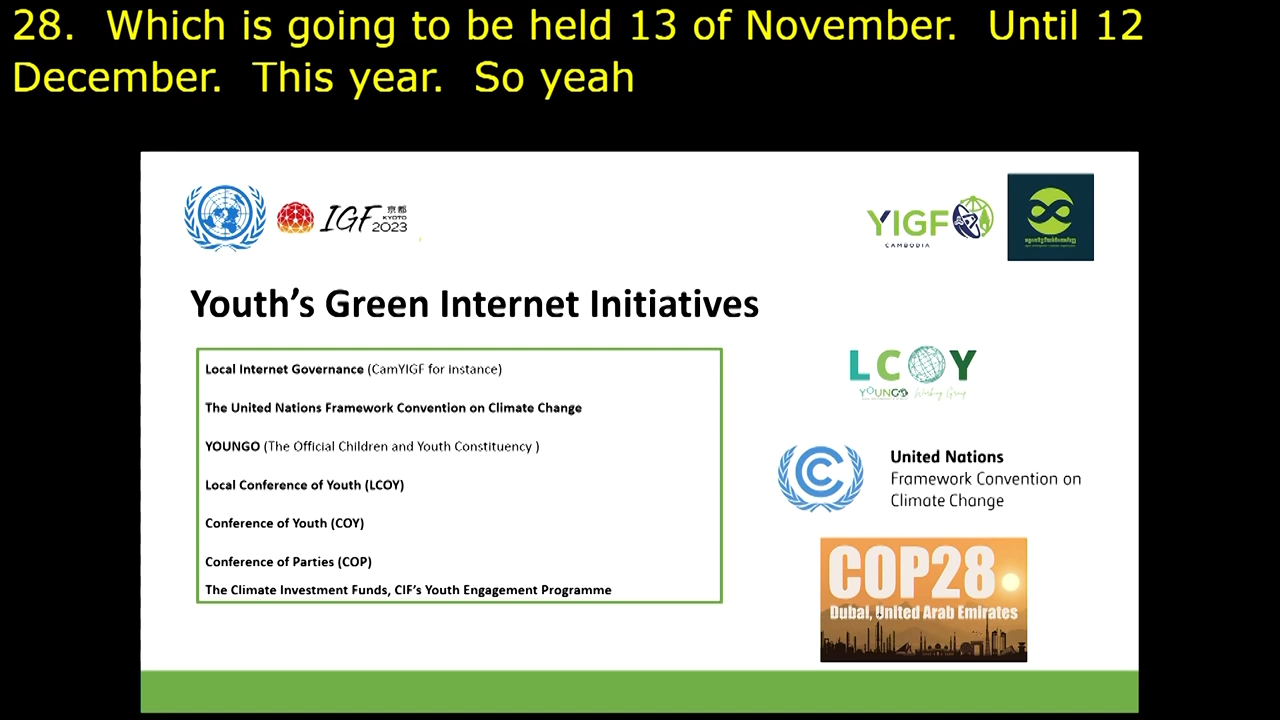 28.  Which is going to be held 13 of November.  Until 12
December.  This year.  So yeah
IGF 京都
KYOTO
2023
YIGF
CAMBODIA
Youth's Green Internet Initiatives
Local Internet Governance (CamYIGF for instance)
The United Nations Framework Convention on Climate Change
YOUNGO (The Official Children and Youth Constituency )
Local Conference of Youth (LCOY)
Conference of Youth (COY)
Conference of Parties (COP)
The Climate Investment Funds, CIF's Youth Engagement Programme
LCOY
YOUNGO Working Group
United Nations
Framework Convention on
Climate Change
COP28
Dubai, United Arab Emirates